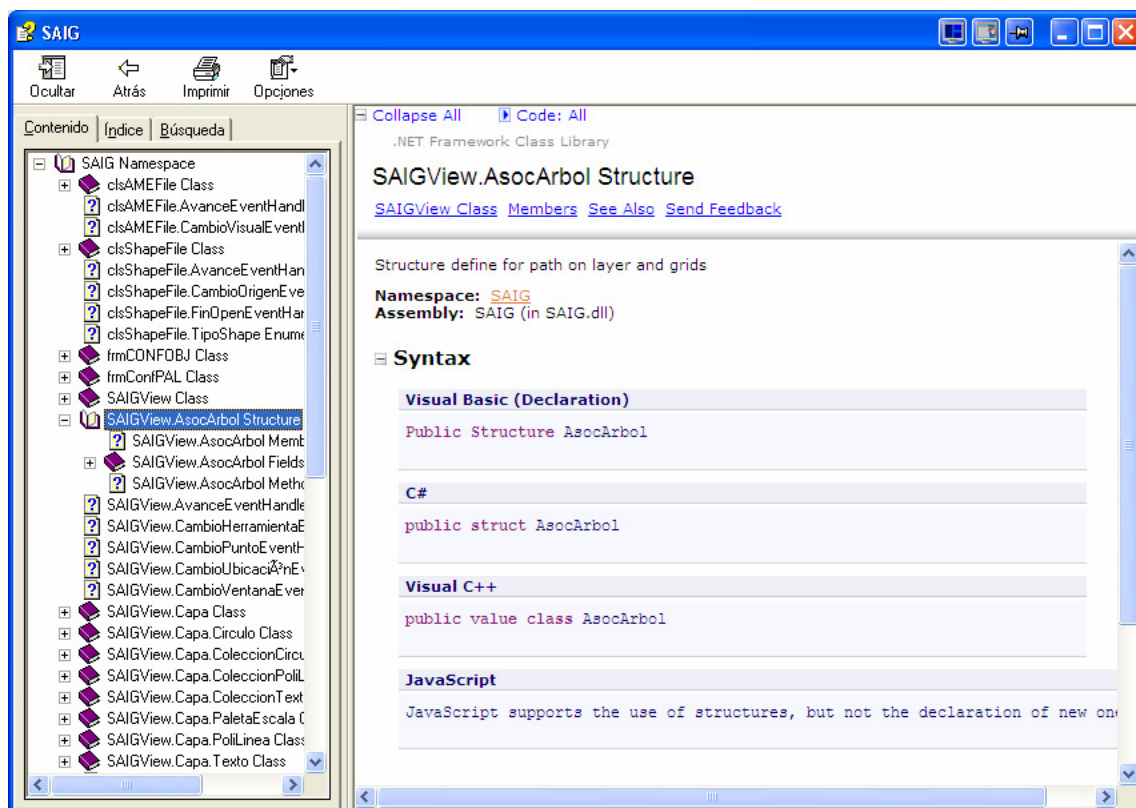 SAIG
Ocultar Atrás Imprimir Opciones
Contenido Índice Búsqueda
SAIG Namespace
clsAMEFile Class
clsAMEFile.AvanceEventHandl
clsAMEFile.CambioVisualEventl
clsShapeFile Class
clsShapeFile.AvanceEventHan
clsShapeFile.CambioOrigenEve
clsShapeFile.FinOpenEventHar
clsShapeFile.TipoShape Enume
frmCONFOBJ Class
frmConfPAL Class
SAIGView Class
SAIGView.AsocArbol Structure
SAIGView.AsocArbol Memb
SAIGView.AsocArbol Fields
SAIGView.AsocArbol Metho
SAIGView.AvanceEventHandle
SAIGView.CambioHerramientaE
SAIGView.CambioPuntoEventH
SAIGView.CambioUbicaciÃ³nEv
SAIGView.CambioVentanaEver
SAIGView.Capa Class
SAIGView.Capa.Circulo Class
SAIGView.Capa.ColeccionCircu
SAIGView.Capa.ColeccionPoliL
SAIGView.Capa.ColeccionText
SAIGView.Capa.PaletaEscala C
SAIGView.Capa.PoliLinea Class
SAIGView.Capa.Texto Class
Collapse All Code: All
.NET Framework Class Library
SAIGView.AsocArbol Structure
SAIGView Class Members See Also Send Feedback
Structure define for path on layer and grids
Namespace: SAIG
Assembly: SAIG (in SAIG.dll)
Syntax
Visual Basic (Declaration)
Public Structure AsocArbol
C#
public struct AsocArbol
Visual C++
public value class AsocArbol
JavaScript
JavaScript supports the use of structures, but not the declaration of new one